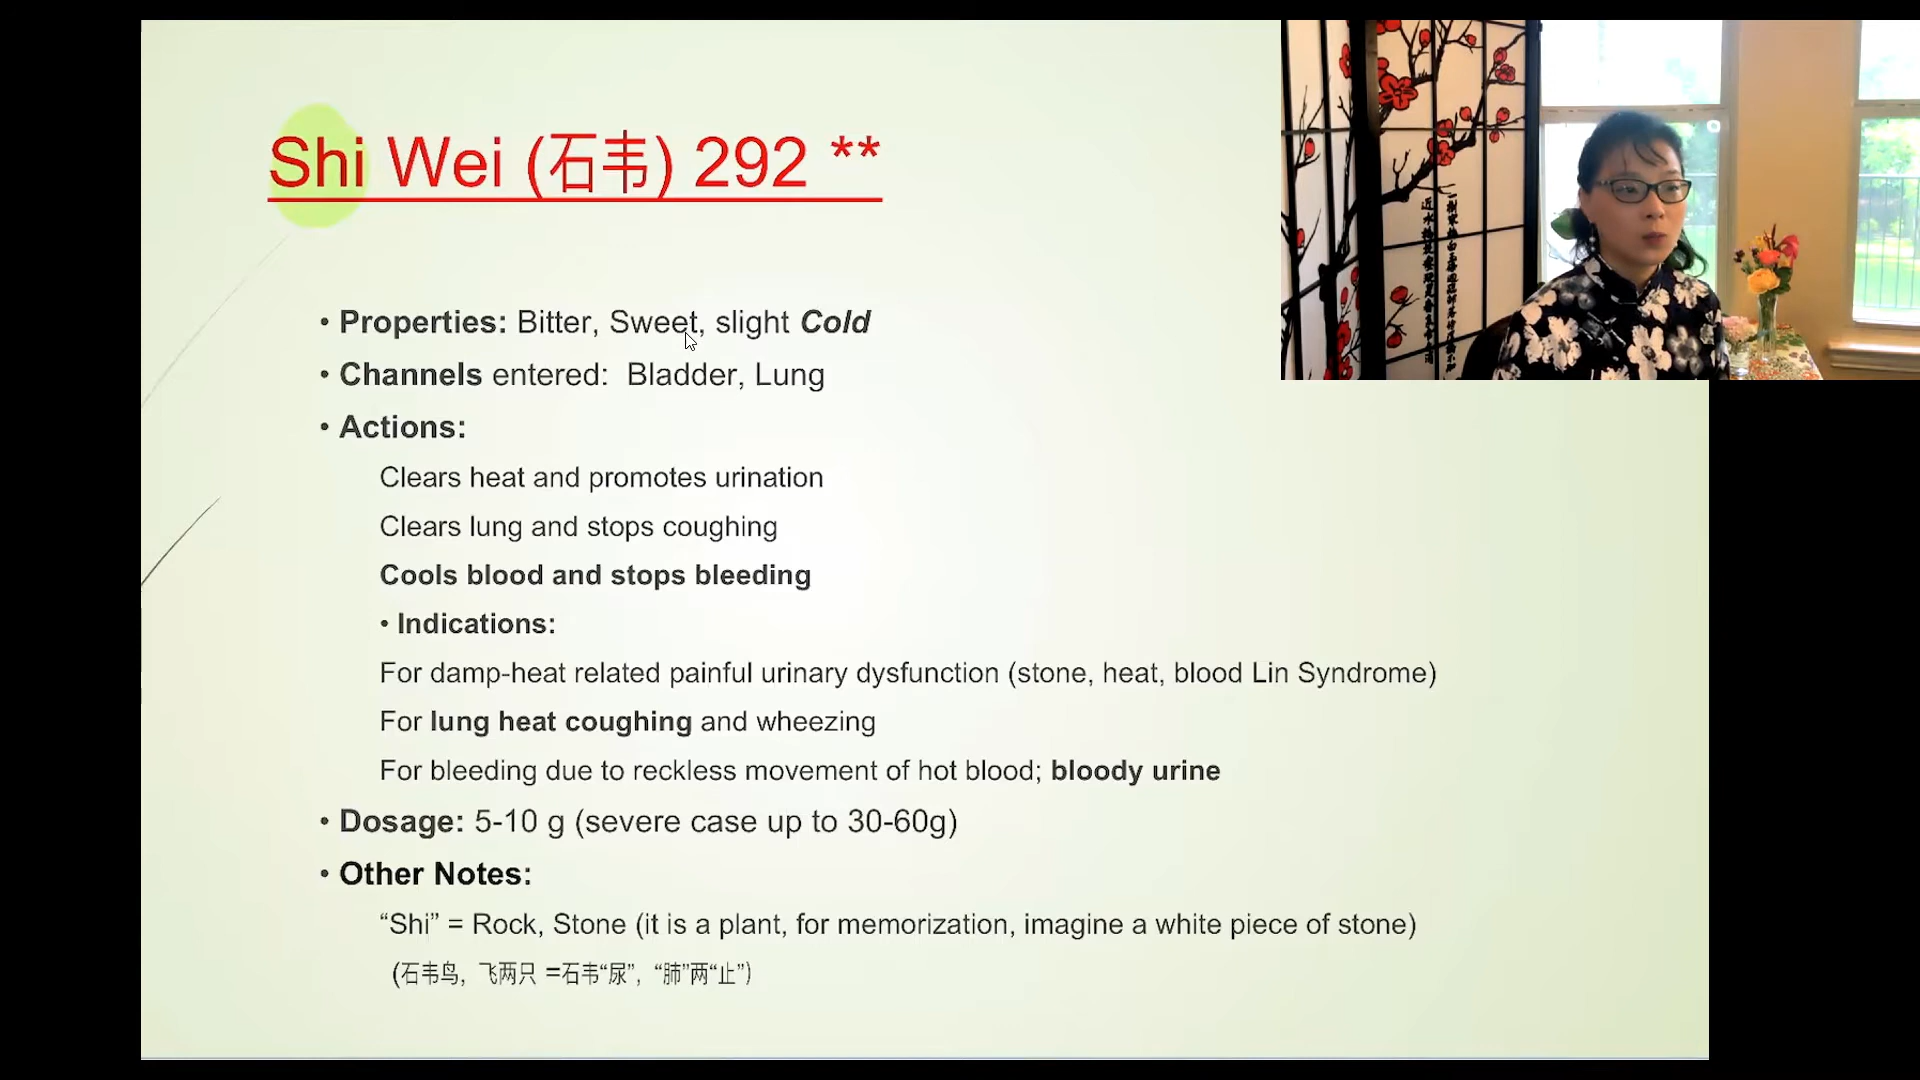 Shi Wei (石韦) 292 **
• Properties: Bitter, Sweet, slight Cold
• Channels entered: Bladder, Lung
• Actions:
Clears heat and promotes urination
Clears lung and stops coughing
Cools blood and stops bleeding
• Indications:
For damp-heat related painful urinary dysfunction (stone, heat, blood Lin Syndrome)
For lung heat coughing and wheezing
For bleeding due to reckless movement of hot blood; bloody urine
• Dosage: 5-10 g (severe case up to 30-60g)
• Other Notes:
“Shi” = Rock, Stone (it is a plant, for memorization, imagine a white piece of stone)
(石韦鸟, 飞两只 =石韦“尿”, “肺”两“止”)